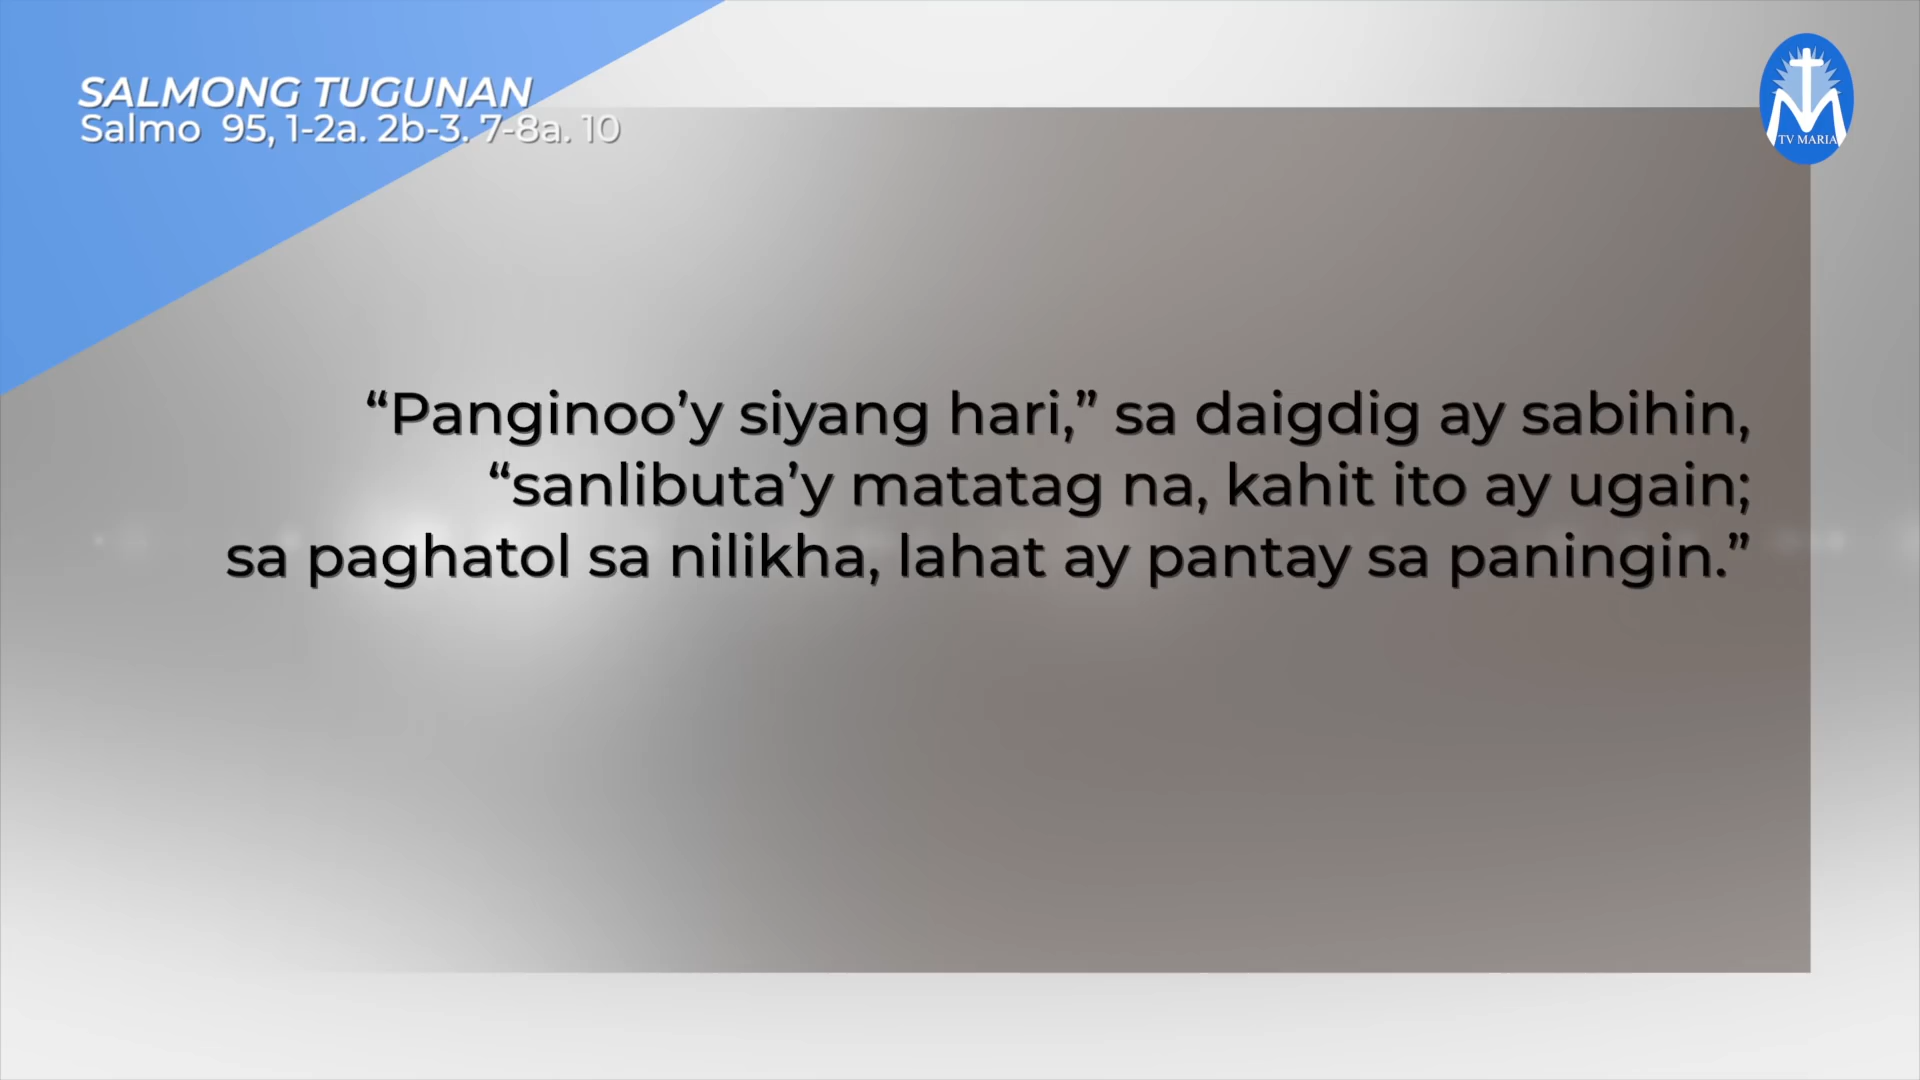 SALMONG TUGUNAN
Salmo  95, 1-2a. 2b-3. 7-8a. 10
TV MARIA
“Panginoo’y siyang hari,” sa daigdig ay sabihin,
“sanlibuta’y matatag na, kahit ito ay ugain;
sa paghatol sa nilikha, lahat ay pantay sa paningin.”